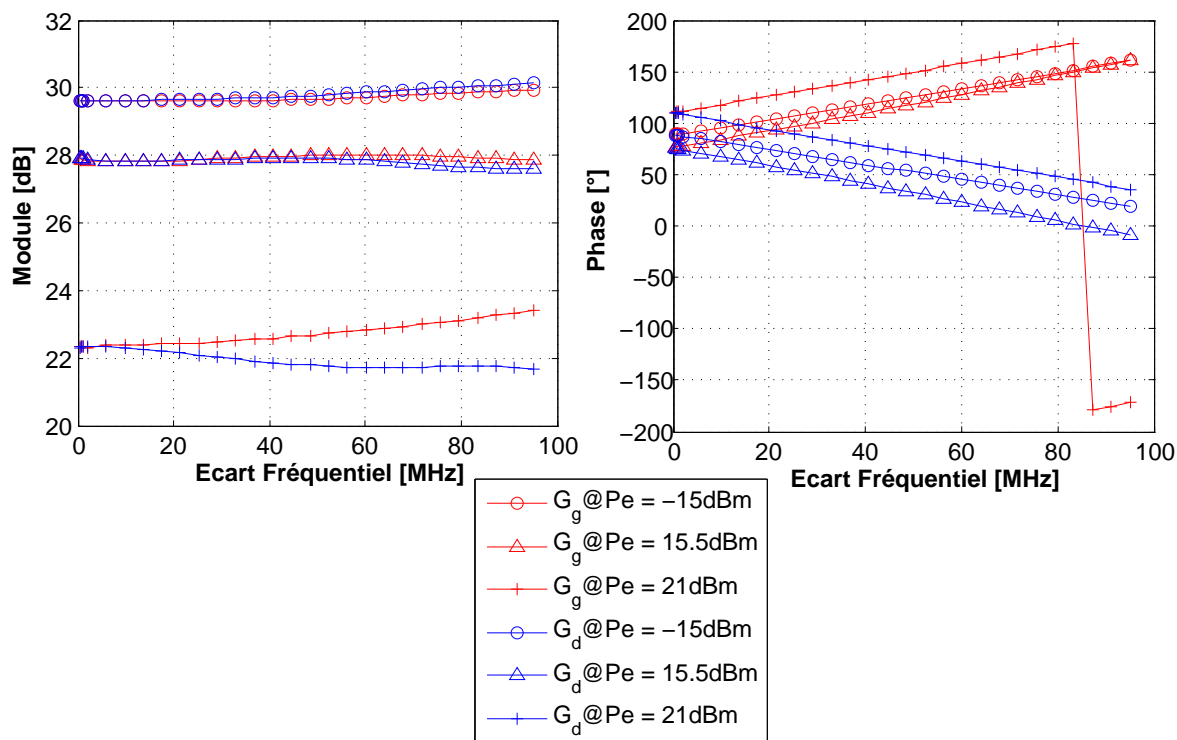 32
30
28
26
24
22
20
Module [dB]
0
20
40
60
80
100
Ecart Fréquentiel [MHz]
200
150
100
50
0
−50
−100
−150
−200
Phase [°]
0
20
40
60
80
100
Ecart Fréquentiel [MHz]
G_g@Pe = −15dBm
G_g@Pe = 15.5dBm
G_g@Pe = 21dBm
G_d@Pe = −15dBm
G_d@Pe = 15.5dBm
G_d@Pe = 21dBm